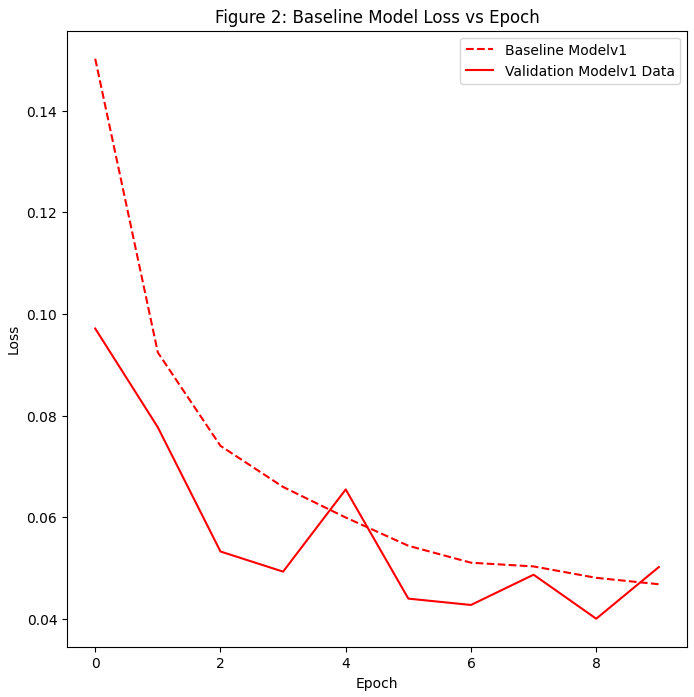 Figure 2: Baseline Model Loss vs Epoch
Baseline Modelv1
Validation Modelv1 Data
0.14
0.12
0.10
0.08
0.06
0.04
Loss
0 2 4 6 8
Epoch